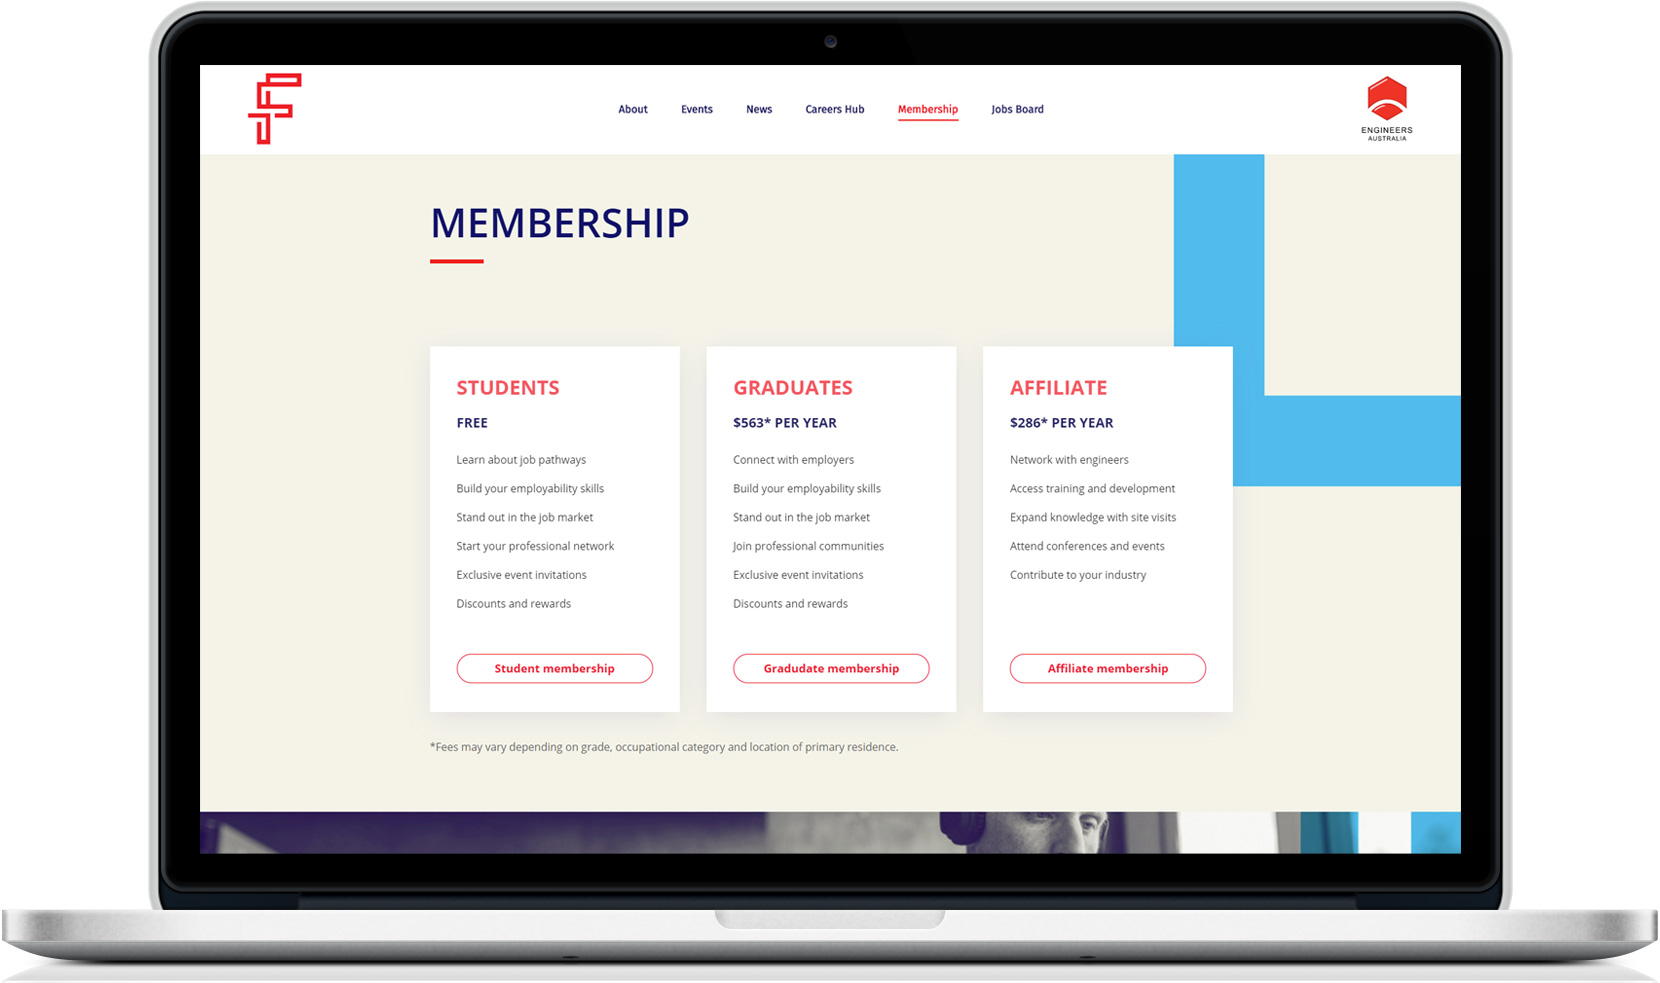 About
Events
News
Careers Hub
Membership
Jobs Board
ENGINEERS
AUSTRALIA
MEMBERSHIP
STUDENTS
FREE
Learn about job pathways
Build your employability skills
Stand out in the job market
Start your professional network
Exclusive event invitations
Discounts and rewards
Student membership
GRADUATES
$563* PER YEAR
Connect with employers
Build your employability skills
Stand out in the job market
Join professional communities
Exclusive event invitations
Discounts and rewards
Gradudate membership
AFFILIATE
$286* PER YEAR
Network with engineers
Access training and development
Expand knowledge with site visits
Attend conferences and events
Contribute to your industry
Affiliate membership
*Fees may vary depending on grade, occupational category and location of primary residence.